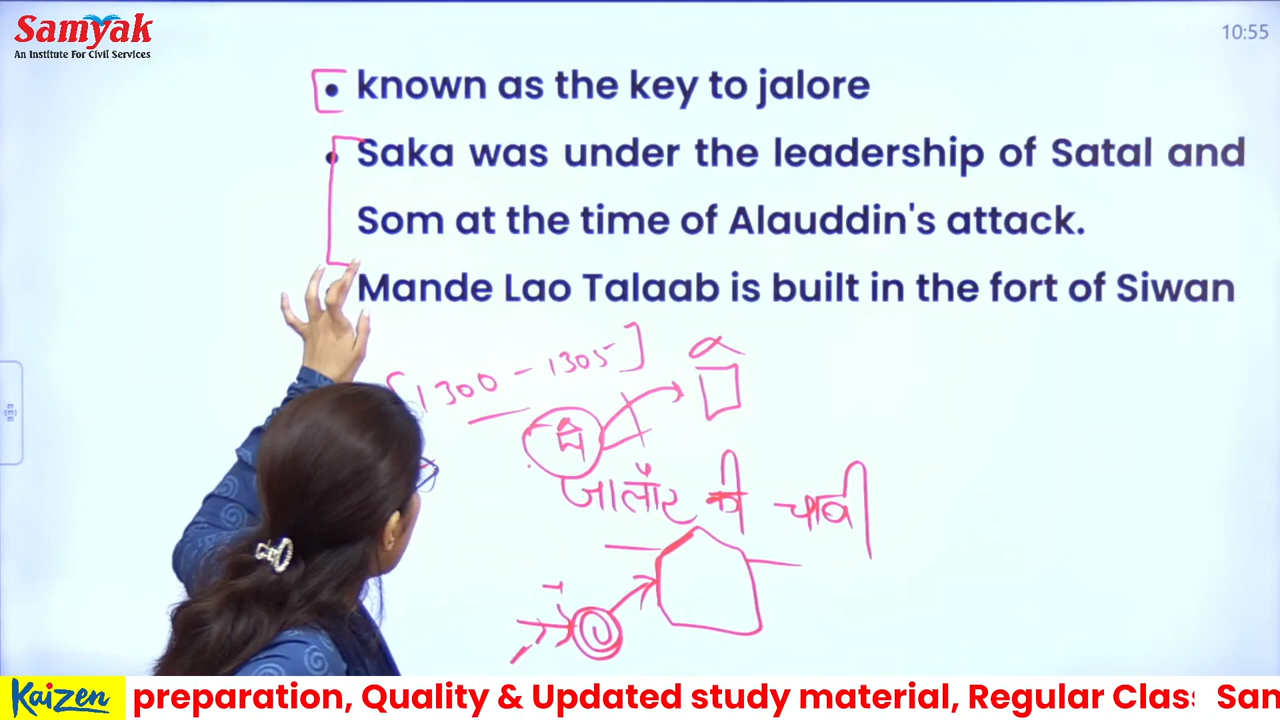 Samyak
An Institute For Civil Services
10:55
• known as the key to jalore
• Saka was under the leadership of Satal and
Som at the time of Alauddin's attack.
Mande Lao Talaab is built in the fort of Siwan
[1300 - 1305]
जालौर की चाबी
Kaizen preparation, Quality & Updated study material, Regular Class San